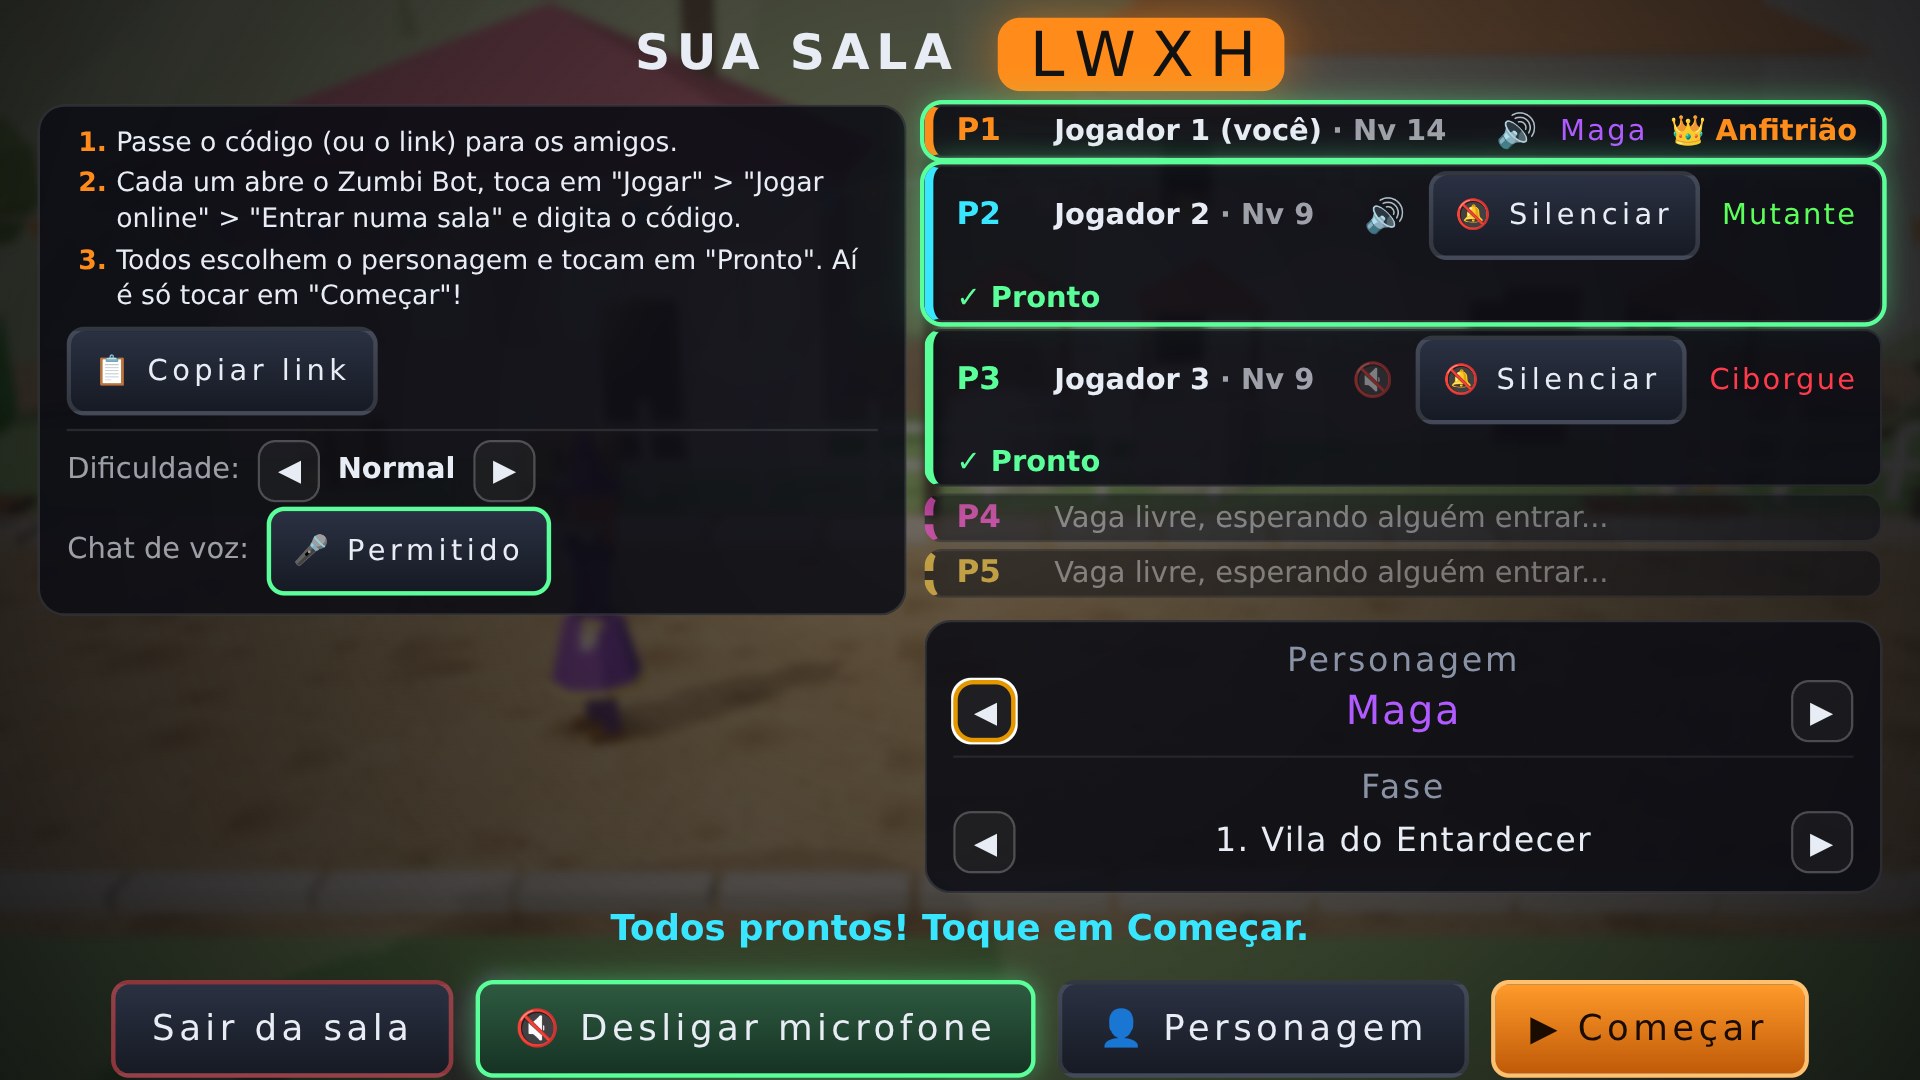 SUA SALA LWXH
1. Passe o código (ou o link) para os amigos.
2. Cada um abre o Zumbi Bot, toca em "Jogar" > "Jogar
online" > "Entrar numa sala" e digita o código.
3. Todos escolhem o personagem e tocam em "Pronto". Aí
é só tocar em "Começar"!
📋 Copiar link
Dificuldade: ◀ Normal ▶
Chat de voz: 🎤 Permitido
P1 Jogador 1 (você) · Nv 14 🔊 Maga 👑 Anfitrião
P2 Jogador 2 · Nv 9 🔊 🔕 Silenciar Mutante
✓ Pronto
P3 Jogador 3 · Nv 9 🔇 🔕 Silenciar Ciborgue
✓ Pronto
P4 Vaga livre, esperando alguém entrar...
P5 Vaga livre, esperando alguém entrar...
Personagem
◀ Maga ▶
Fase
◀ 1. Vila do Entardecer ▶
Todos prontos! Toque em Começar.
Sair da sala
🔇 Desligar microfone
👤 Personagem
▶ Começar